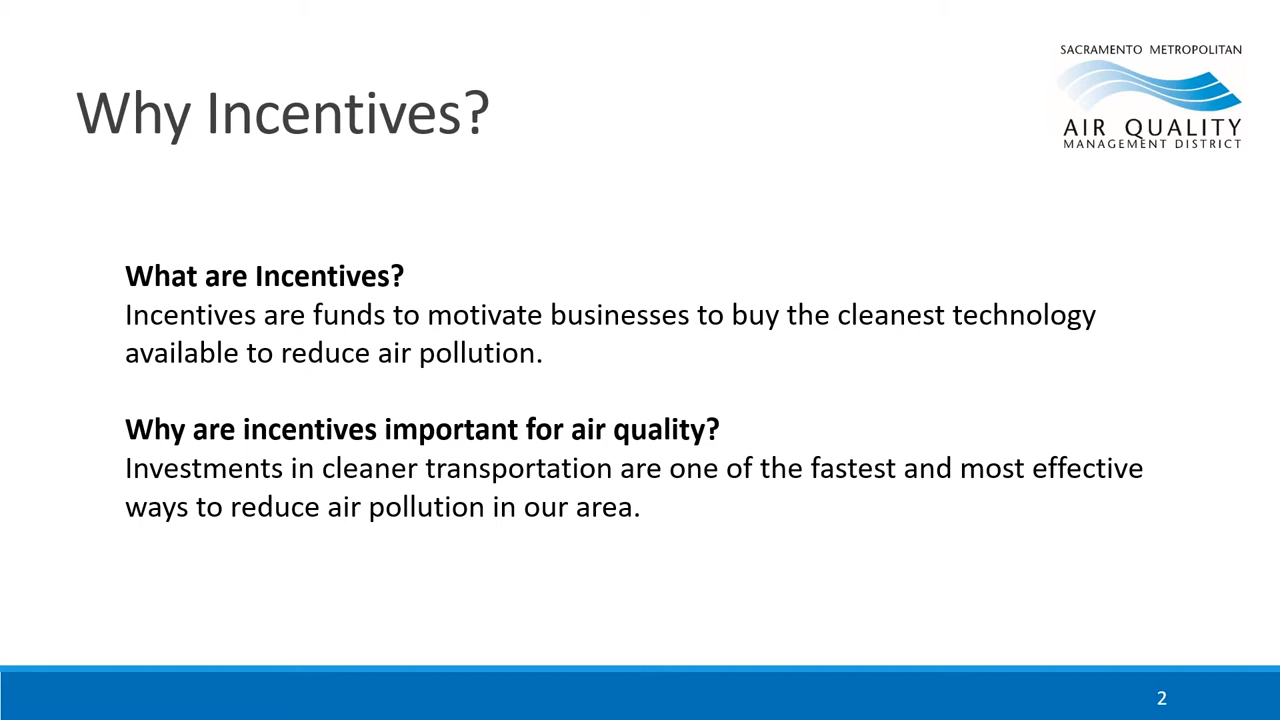 SACRAMENTO METROPOLITAN
AIR QUALITY
MANAGEMENT DISTRICT
Why Incentives?
What are Incentives?
Incentives are funds to motivate businesses to buy the cleanest technology
available to reduce air pollution.
Why are incentives important for air quality?
Investments in cleaner transportation are one of the fastest and most effective
ways to reduce air pollution in our area.
2